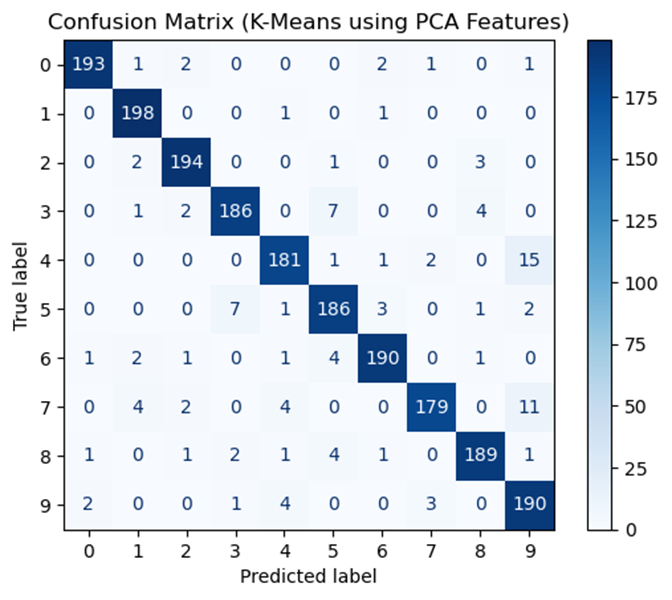 Confusion Matrix (K-Means using PCA Features)
0 193 1 2 0 0 0 2 1 0 1
1 0 198 0 0 1 0 1 0 0 0
2 0 2 194 0 0 1 0 0 3 0
3 0 1 2 186 0 7 0 0 4 0
4 0 0 0 0 181 1 1 2 0 15
5 0 0 0 7 1 186 3 0 1 2
6 1 2 1 0 1 4 190 0 1 0
7 0 4 2 0 4 0 0 179 0 11
8 1 0 1 2 1 4 1 0 189 1
9 2 0 0 1 4 0 0 3 0 190
0 1 2 3 4 5 6 7 8 9
Predicted label
True label
175
150
125
100
75
50
25
0